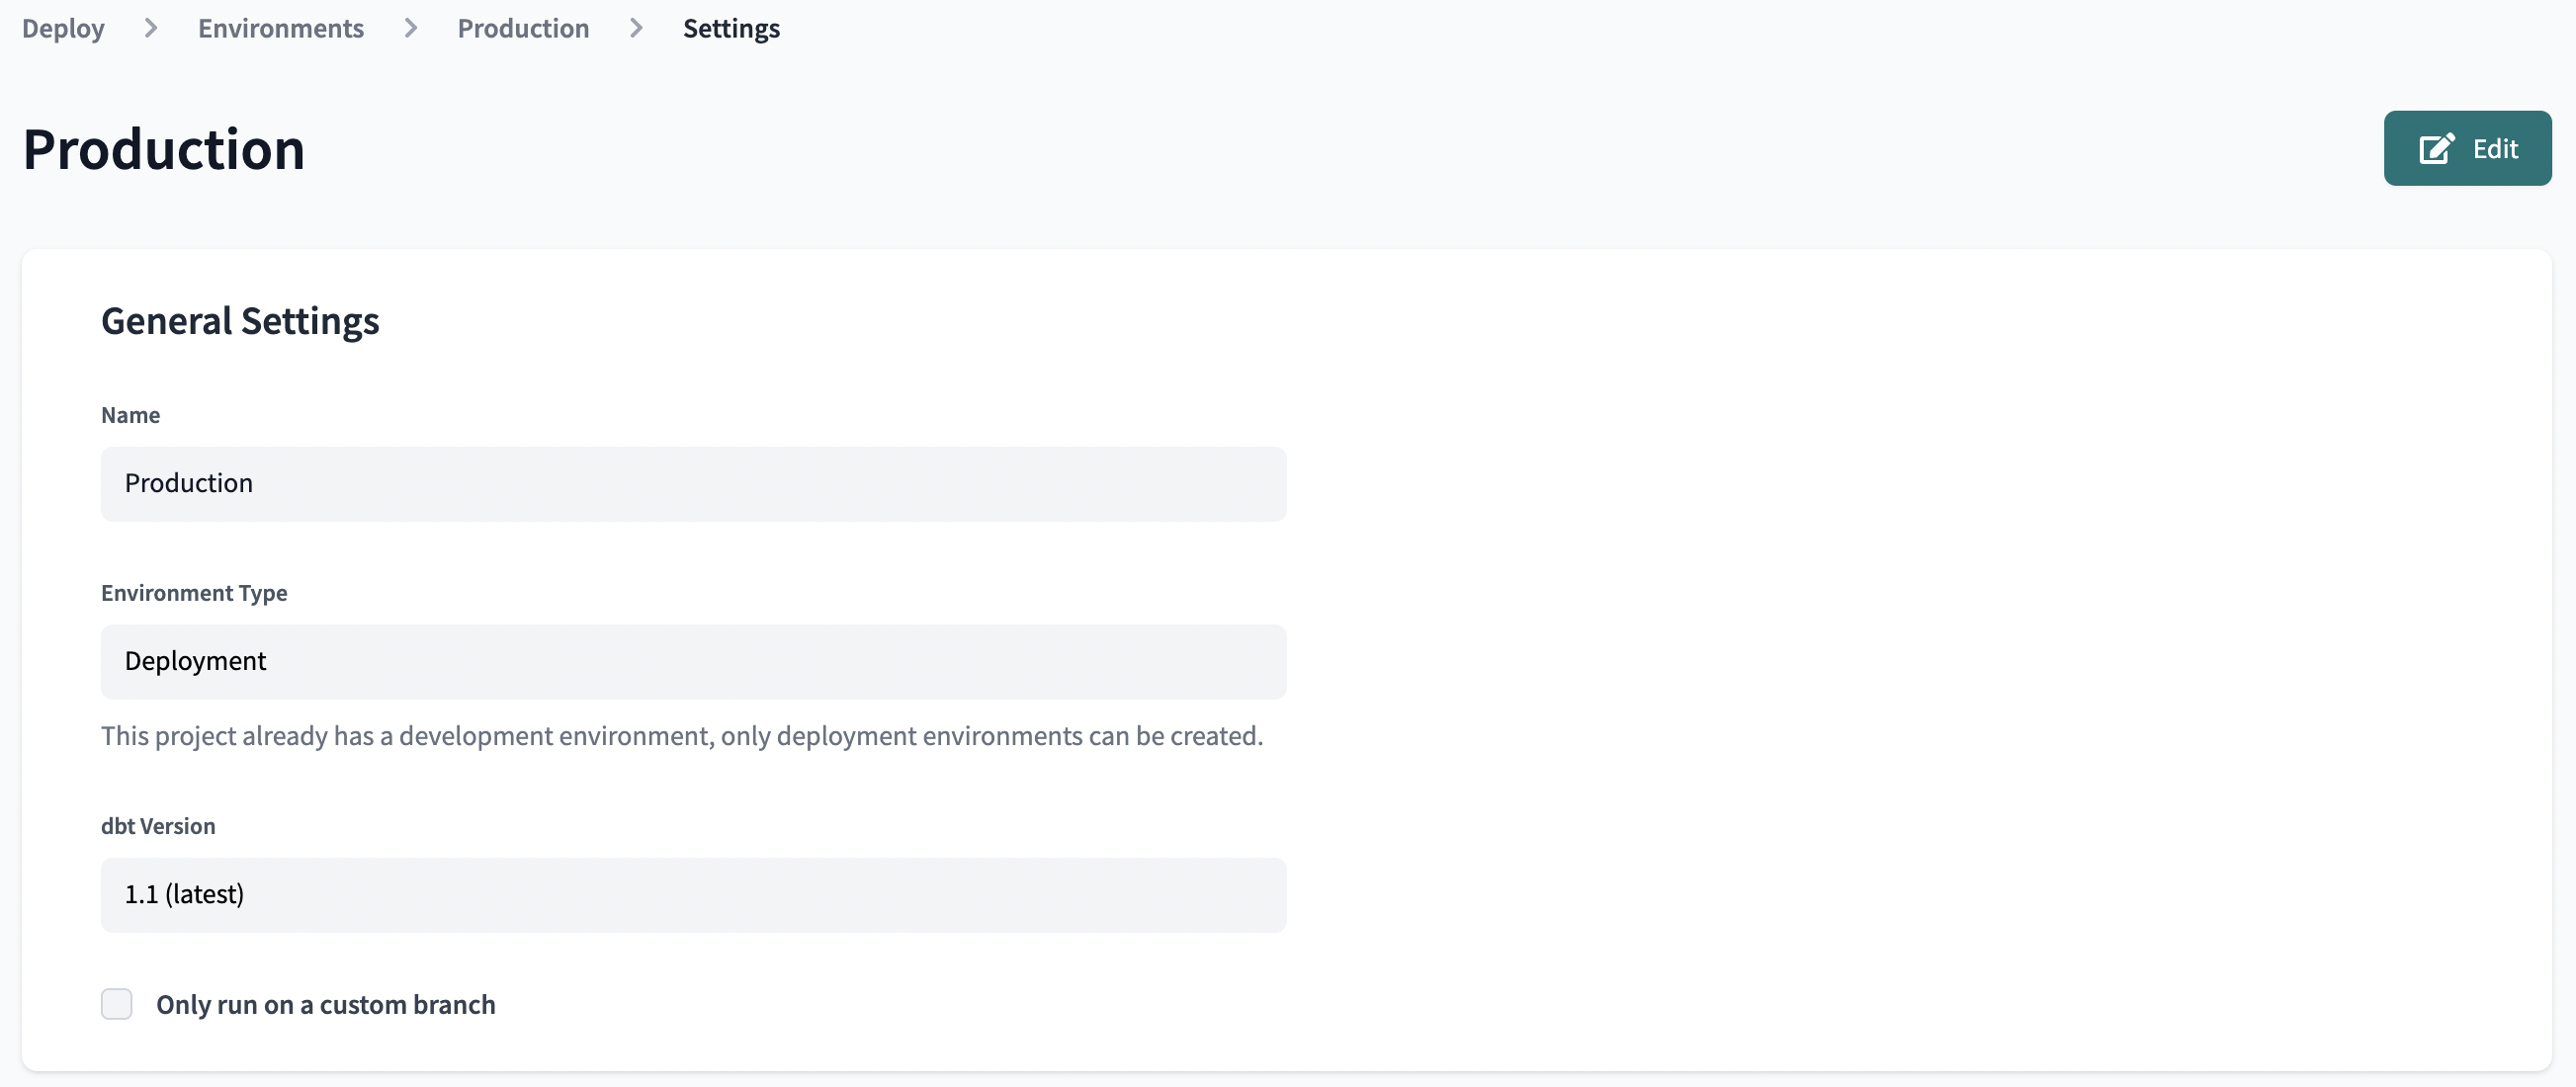 Deploy > Environments > Production > Settings
Production
Edit
General Settings
Name
Production
Environment Type
Deployment
This project already has a development environment, only deployment environments can be created.
dbt Version
1.1 (latest)
Only run on a custom branch